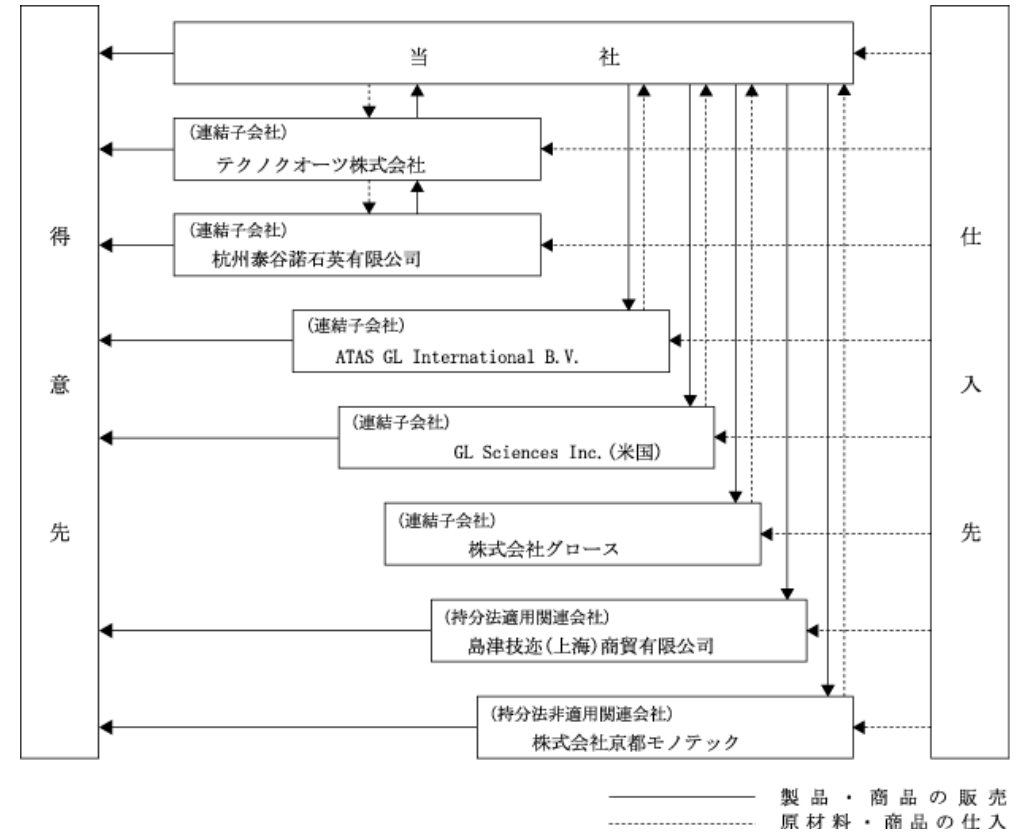 当 社
(連結子会社)
テクノクオーツ株式会社
(連結子会社)
杭州泰谷諾石英有限公司
(連結子会社)
ATAS GL International B.V.
(連結子会社)
GL Sciences Inc.(米国)
(連結子会社)
株式会社グロース
(持分法適用関連会社)
島津技迩(上海)商貿有限公司
(持分法非適用関連会社)
株式会社京都モノテック
得意先
仕入先
製品・商品の販売
原材料・商品の仕入